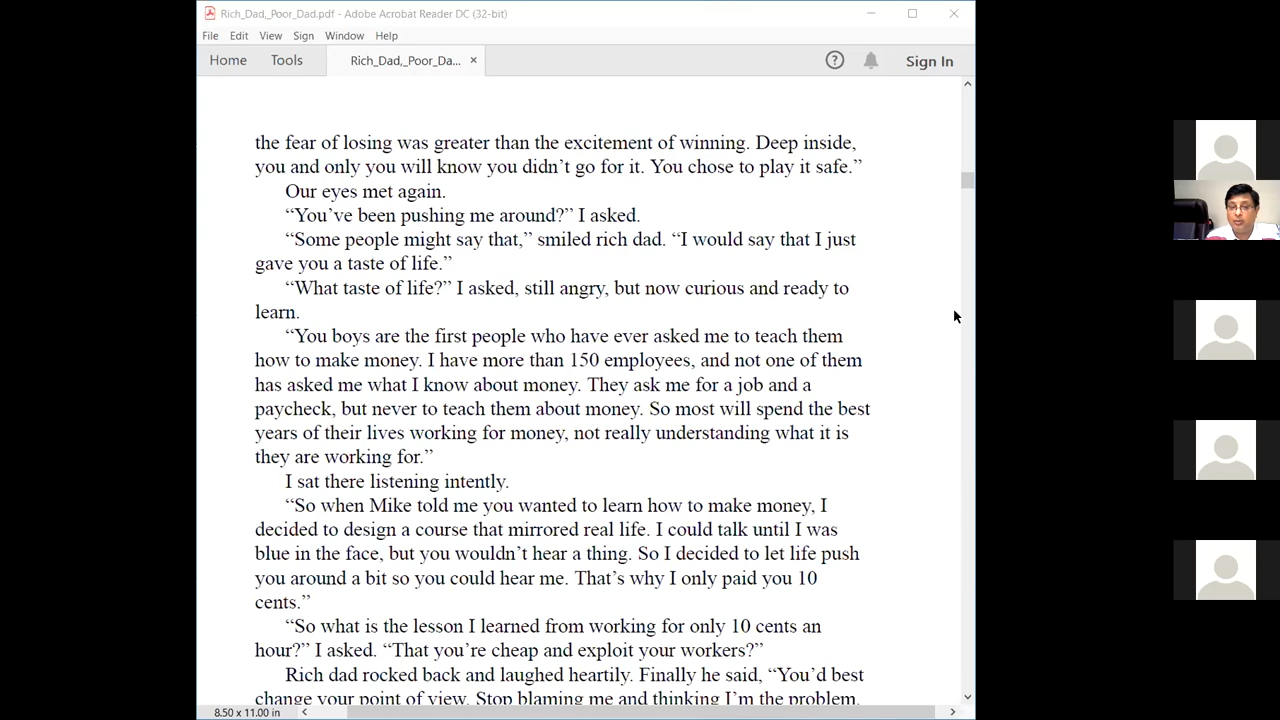 Rich_Dad,_Poor_Dad.pdf - Adobe Acrobat Reader DC (32-bit)
File Edit View Sign Window Help
Home Tools Rich_Dad,_Poor_Da... × Sign In
the fear of losing was greater than the excitement of winning. Deep inside,
you and only you will know you didn’t go for it. You chose to play it safe.”
Our eyes met again.
“You’ve been pushing me around?” I asked.
“Some people might say that,” smiled rich dad. “I would say that I just
gave you a taste of life.”
“What taste of life?” I asked, still angry, but now curious and ready to
learn.
“You boys are the first people who have ever asked me to teach them
how to make money. I have more than 150 employees, and not one of them
has asked me what I know about money. They ask me for a job and a
paycheck, but never to teach them about money. So most will spend the best
years of their lives working for money, not really understanding what it is
they are working for.”
I sat there listening intently.
“So when Mike told me you wanted to learn how to make money, I
decided to design a course that mirrored real life. I could talk until I was
blue in the face, but you wouldn’t hear a thing. So I decided to let life push
you around a bit so you could hear me. That’s why I only paid you 10
cents.”
“So what is the lesson I learned from working for only 10 cents an
hour?” I asked. “That you’re cheap and exploit your workers?”
Rich dad rocked back and laughed heartily. Finally he said, “You’d best
change your point of view. Stop blaming me and thinking I’m the problem.
8.50 x 11.00 in